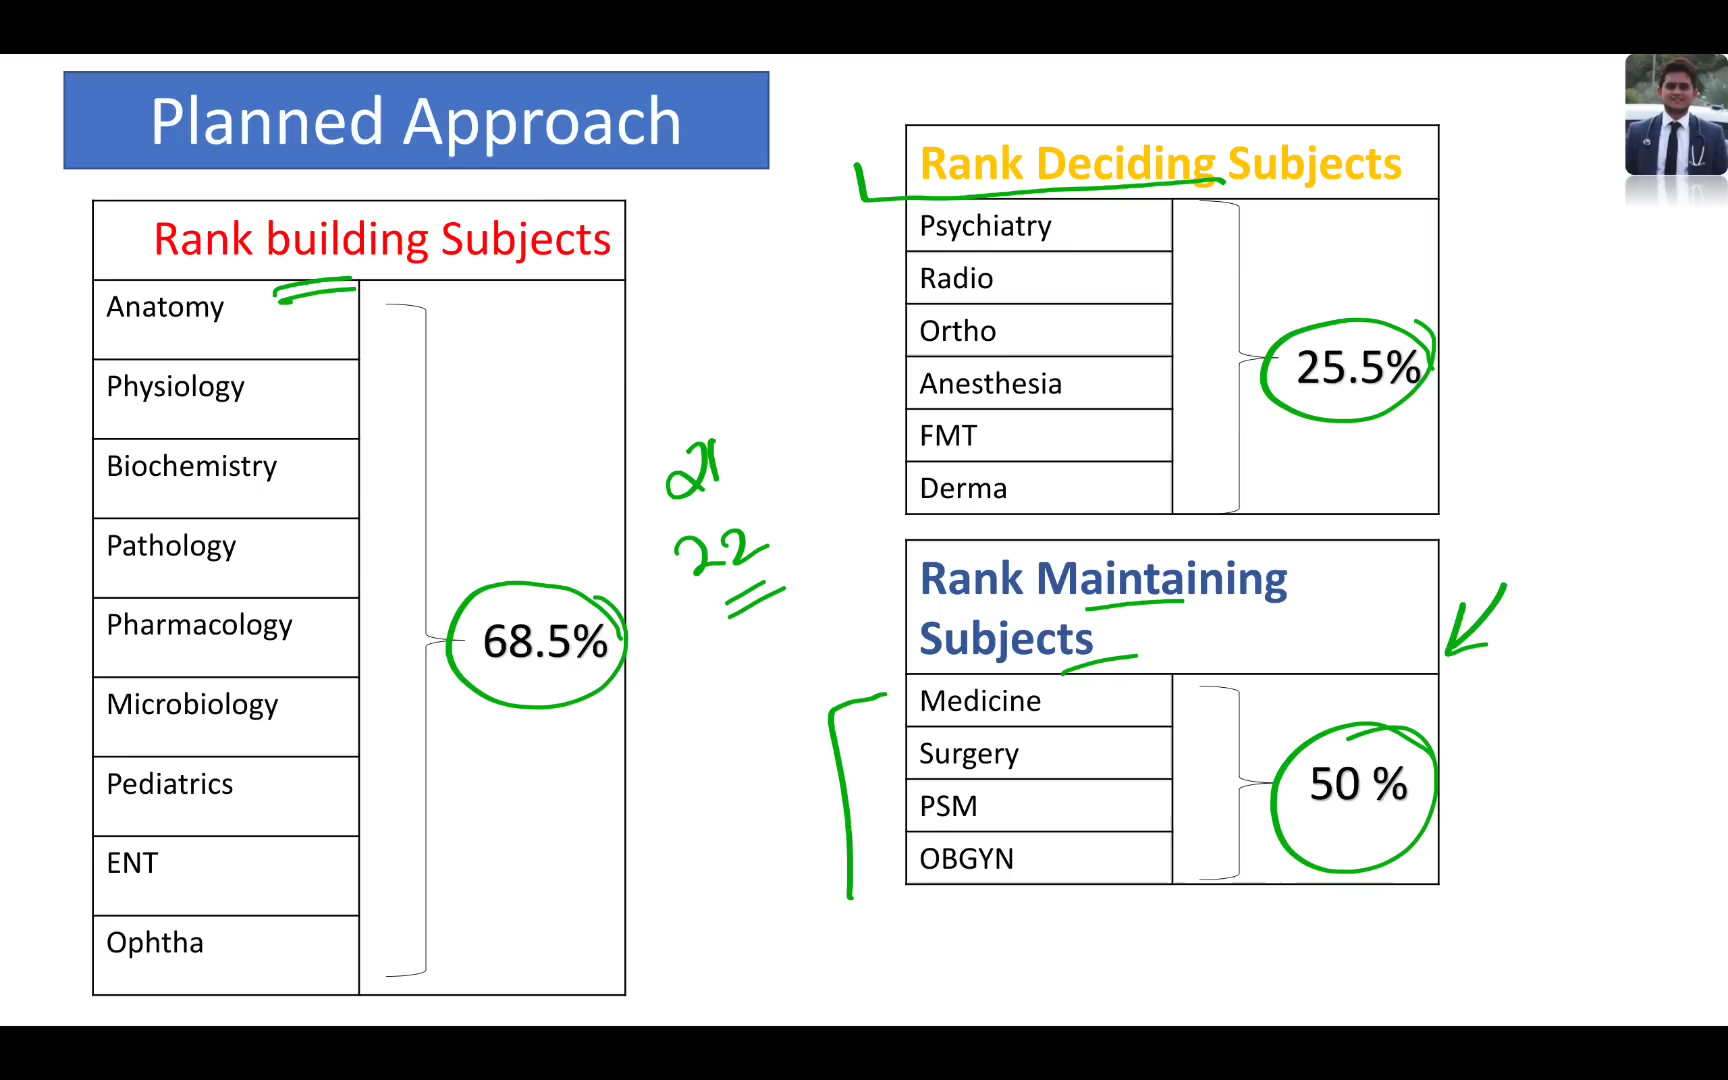 Planned Approach
Rank building Subjects
Anatomy
Physiology
Biochemistry
Pathology
68.5%
Pharmacology
Microbiology
Pediatrics
ENT
Ophtha
22
Rank Deciding Subjects
Psychiatry
Radio
Ortho
25.5%
Anesthesia
FMT
Derma
Rank Maintaining
Subjects
Medicine
Surgery
50 %
PSM
OBGYN